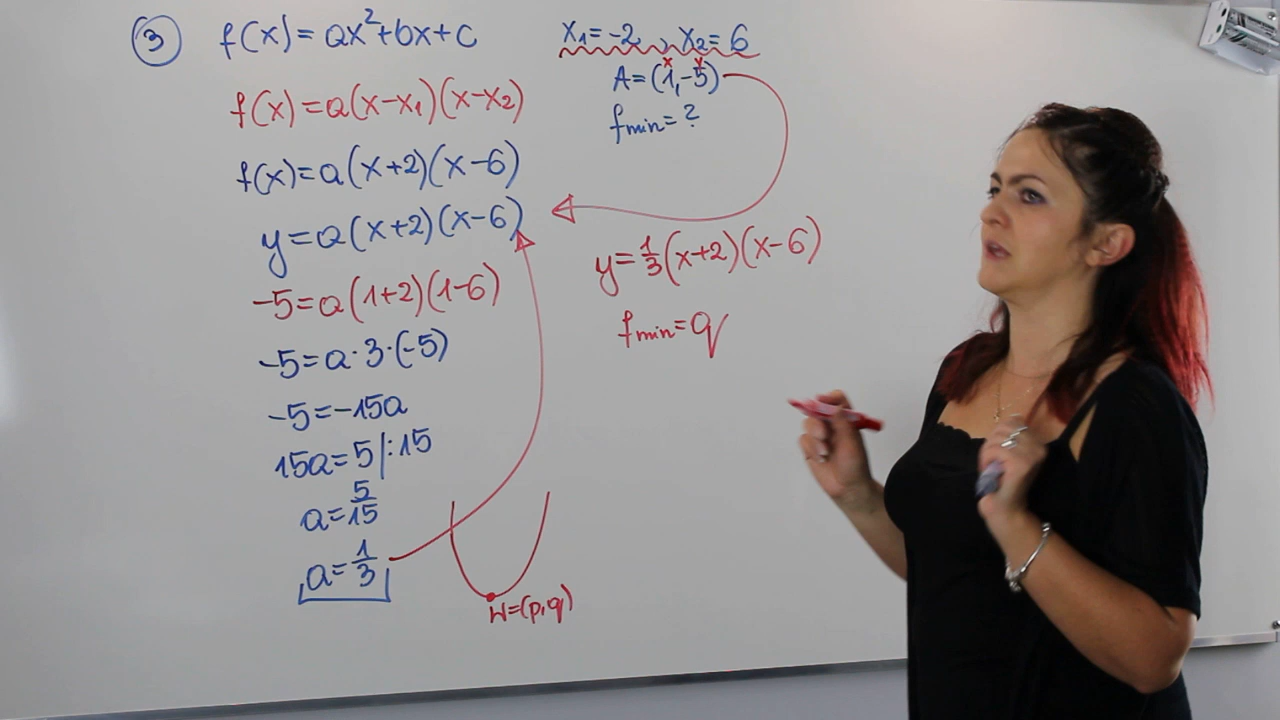 3 f(x)=ax²+bx+c
f(x)=a(x-x₁)(x-x₂)
f(x)=a(x+2)(x-6)
y=a(x+2)(x-6)
-5=a(1+2)(1-6)
-5=a·3·(-5)
-5=-15a
15a=5|:15
a=5/15
a=1/3
W=(p,q)
x₁=-2, x₂=6
x y
A=(1,-5)
fmin=?
y=1/3(x+2)(x-6)
fmin=q